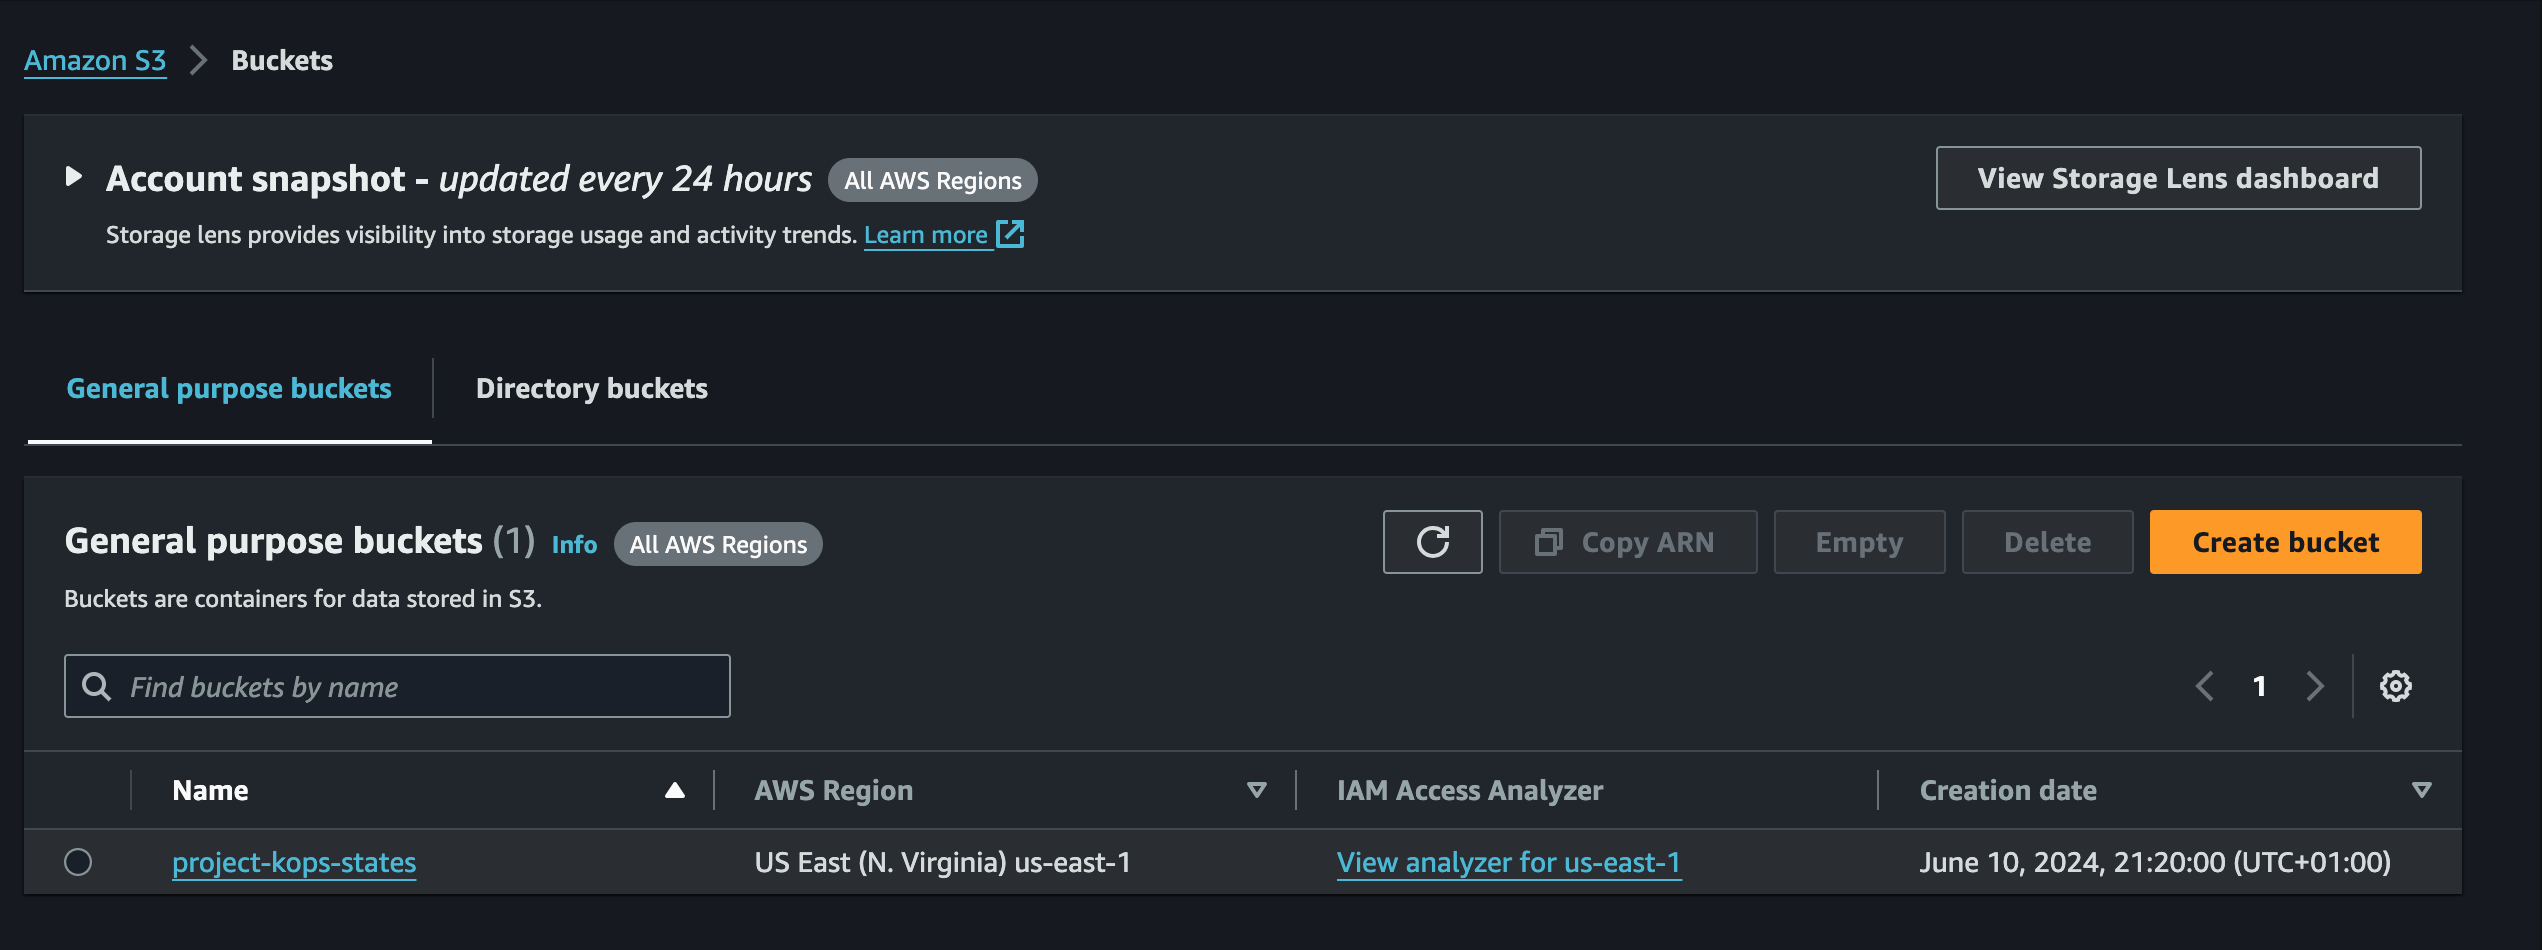 Amazon S3 Buckets
Account snapshot - updated every 24 hours All AWS Regions
View Storage Lens dashboard
Storage lens provides visibility into storage usage and activity trends. Learn more
General purpose buckets Directory buckets
General purpose buckets (1) Info All AWS Regions
Copy ARN Empty Delete Create bucket
Buckets are containers for data stored in S3.
Find buckets by name
1
Name AWS Region IAM Access Analyzer Creation date
project-kops-states US East (N. Virginia) us-east-1 View analyzer for us-east-1 June 10, 2024, 21:20:00 (UTC+01:00)